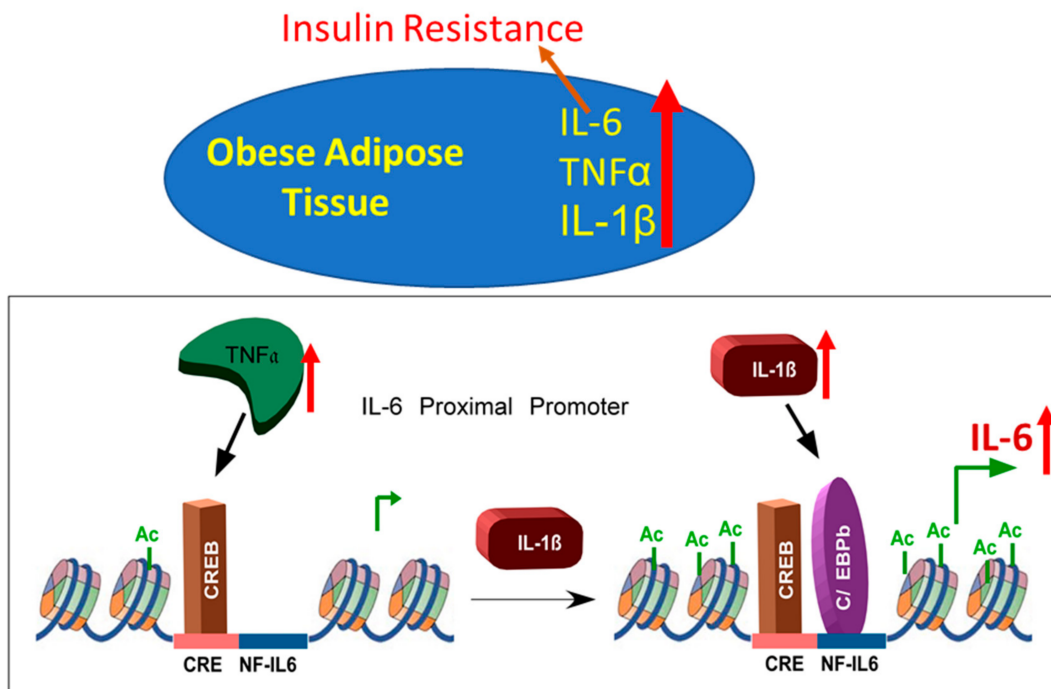 Insulin Resistance
Obese Adipose
Tissue
IL-6
TNFα
IL-1β
TNFα
IL-1ß
IL-6 Proximal Promoter
IL-6
Ac
CREB
IL-1ß
Ac
Ac
Ac
CREB
C/ EBPb
Ac
Ac
Ac
Ac
CRE
NF-IL6
CRE
NF-IL6